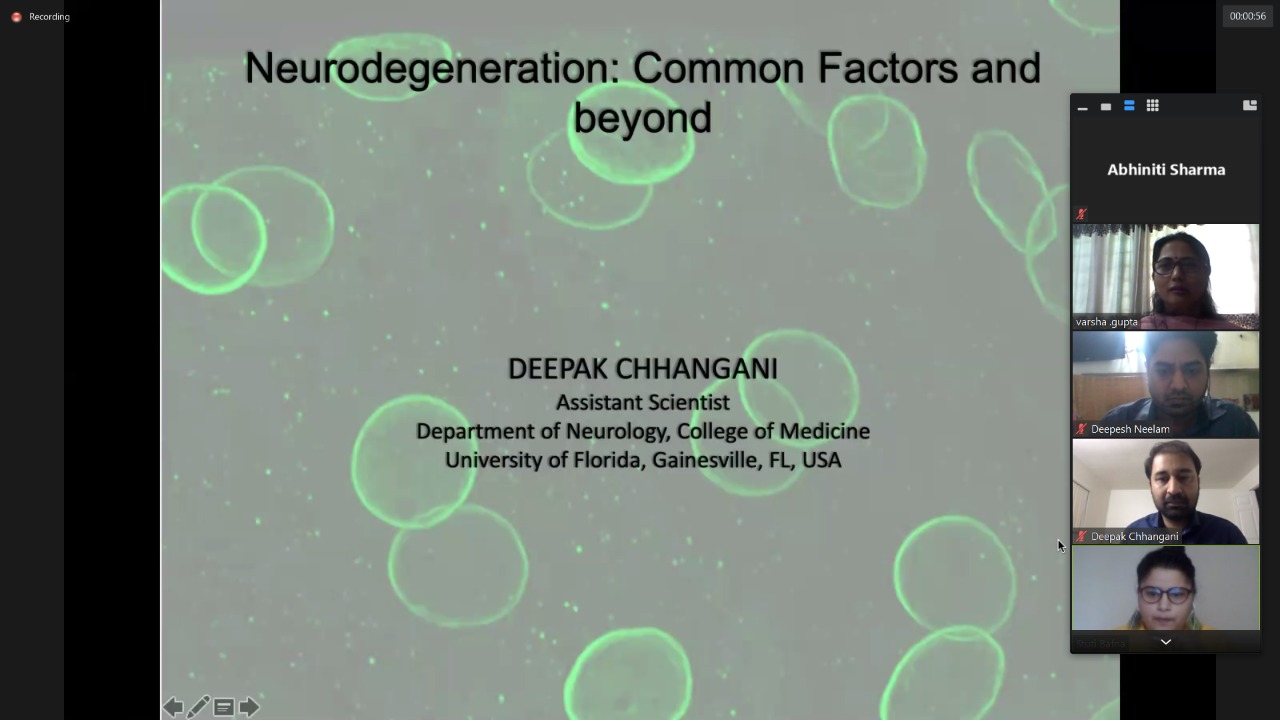 Recording
00:00:56
Neurodegeneration: Common Factors and
beyond
DEEPAK CHHANGANI
Assistant Scientist
Department of Neurology, College of Medicine
University of Florida, Gainesville, FL, USA
Abhiniti Sharma
varsha .gupta
Deepesh Neelam
Deepak Chhangani